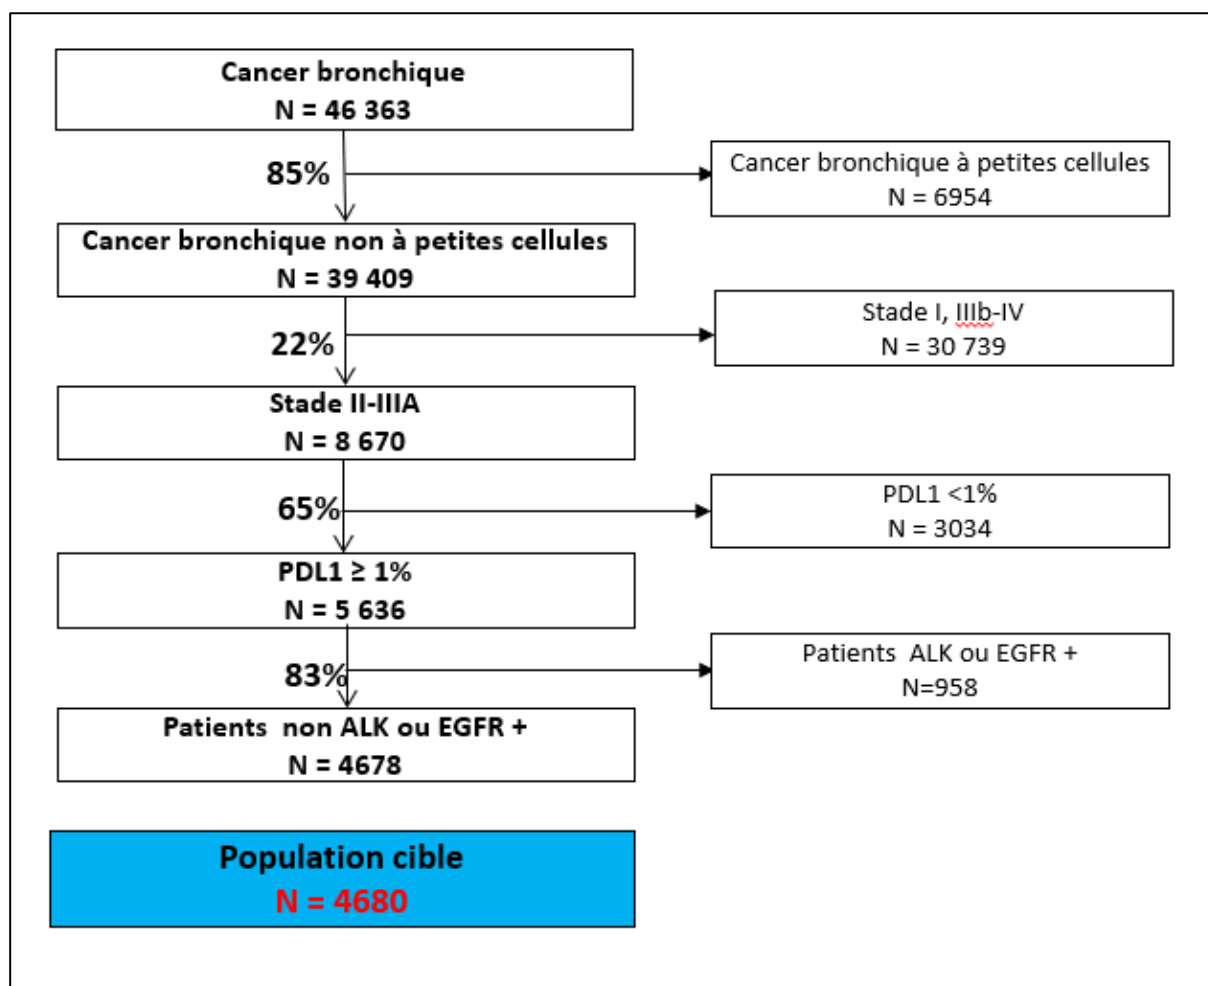 Cancer bronchique
N = 46 363
85%
Cancer bronchique à petites cellules
N = 6954
Cancer bronchique non à petites cellules
N = 39 409
22%
Stade I, IIIb-IV
N = 30 739
Stade II-IIIA
N = 8 670
65%
PDL1 <1%
N = 3034
PDL1 ≥ 1%
N = 5 636
83%
Patients  ALK ou EGFR +
N=958
Patients  non ALK ou EGFR +
N = 4678
Population cible
N = 4680